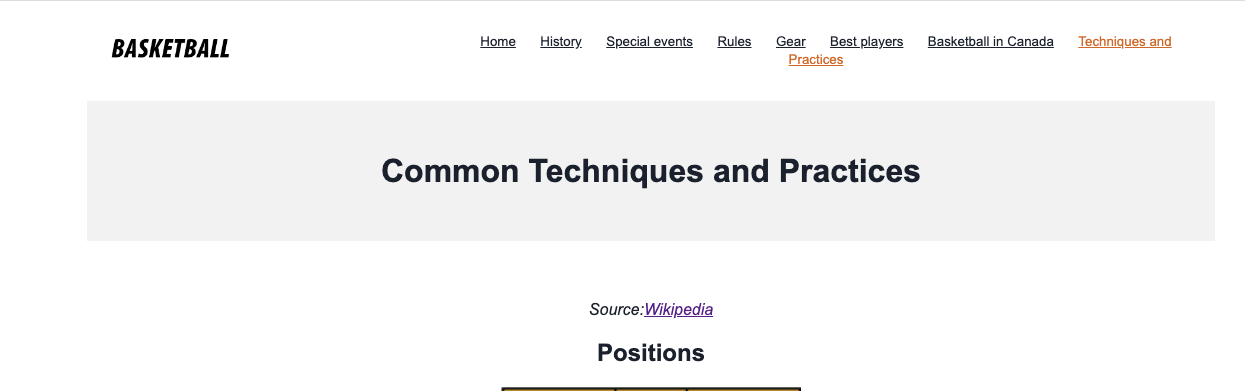 BASKETBALL
Home History Special events Rules Gear Best players Basketball in Canada Techniques and
Practices
Common Techniques and Practices
Source:Wikipedia
Positions